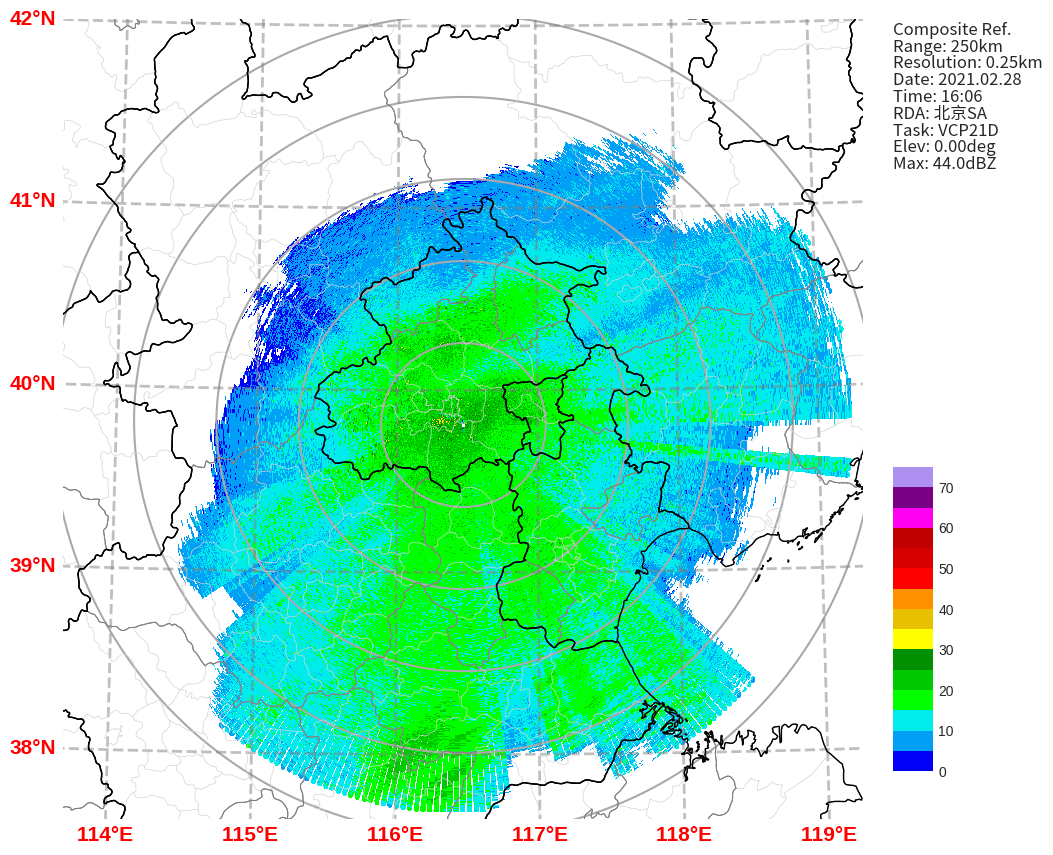 42°N
41°N
40°N
39°N
38°N
114°E
115°E
116°E
117°E
118°E
119°E
Composite Ref.
Range: 250km
Resolution: 0.25km
Date: 2021.02.28
Time: 16:06
RDA: 北京SA
Task: VCP21D
Elev: 0.00deg
Max: 44.0dBZ
70
60
50
40
30
20
10
0